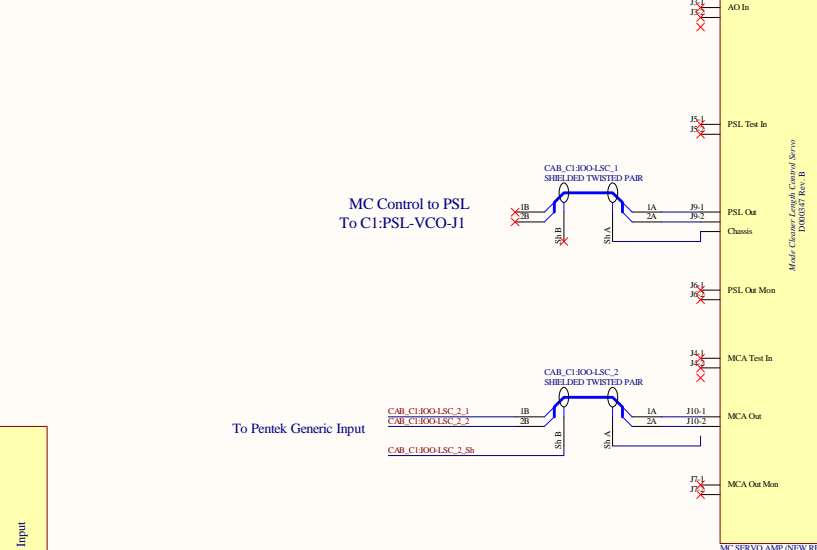 J3-1
J3-2
AO In
J5-1
J5-2
PSL Test In
CAB_C1:IOO-LSC_1
SHIELDED TWISTED PAIR
MC Control to PSL
To C1:PSL-VCO-J1
1B
2B
Sh B
Sh A
1A
2A
J9-1
J9-2
PSL Out
Chassis
Mode Cleaner Length Control Servo
D000347 Rev. B
J6-1
J6-2
PSL Out Mon
J4-1
J4-2
MCA Test In
CAB_C1:IOO-LSC_2
SHIELDED TWISTED PAIR
To Pentek Generic Input
CAB_C1:IOO-LSC_2_1
CAB_C1:IOO-LSC_2_2
CAB_C1:IOO-LSC_2_Sh
1B
2B
Sh B
Sh A
1A
2A
J10-1
J10-2
MCA Out
J7-1
J7-2
MCA Out Mon
Input
MC SERVO AMP (NEW RE